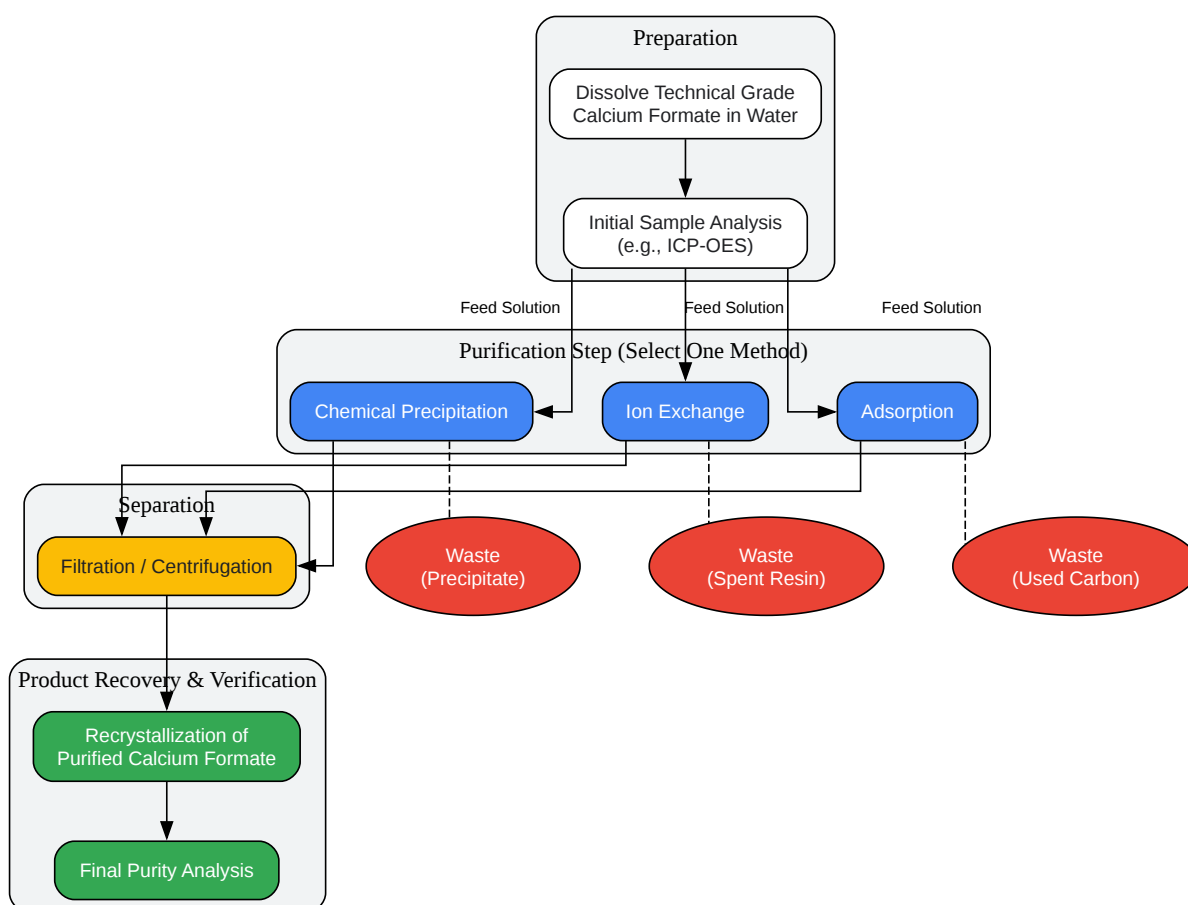 Preparation
Dissolve Technical Grade
Calcium Formate in Water
Initial Sample Analysis
(e.g., ICP-OES)
Feed Solution
Feed Solution
Feed Solution
Purification Step (Select One Method)
Chemical Precipitation
Ion Exchange
Adsorption
Separation
Filtration / Centrifugation
Waste
(Precipitate)
Waste
(Spent Resin)
Waste
(Used Carbon)
Product Recovery & Verification
Recrystallization of
Purified Calcium Formate
Final Purity Analysis